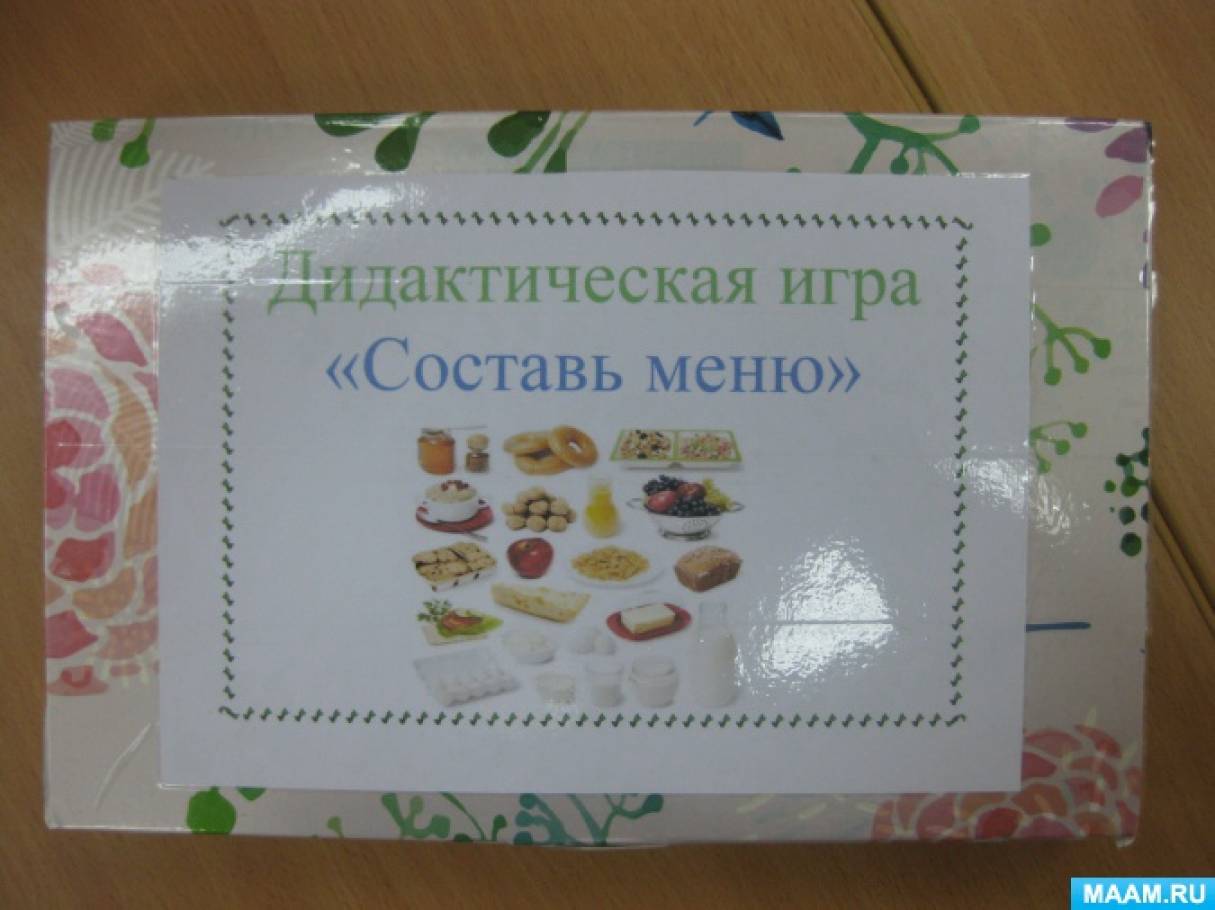 Дидактическая игра
«Составь меню»
MAAM.RU